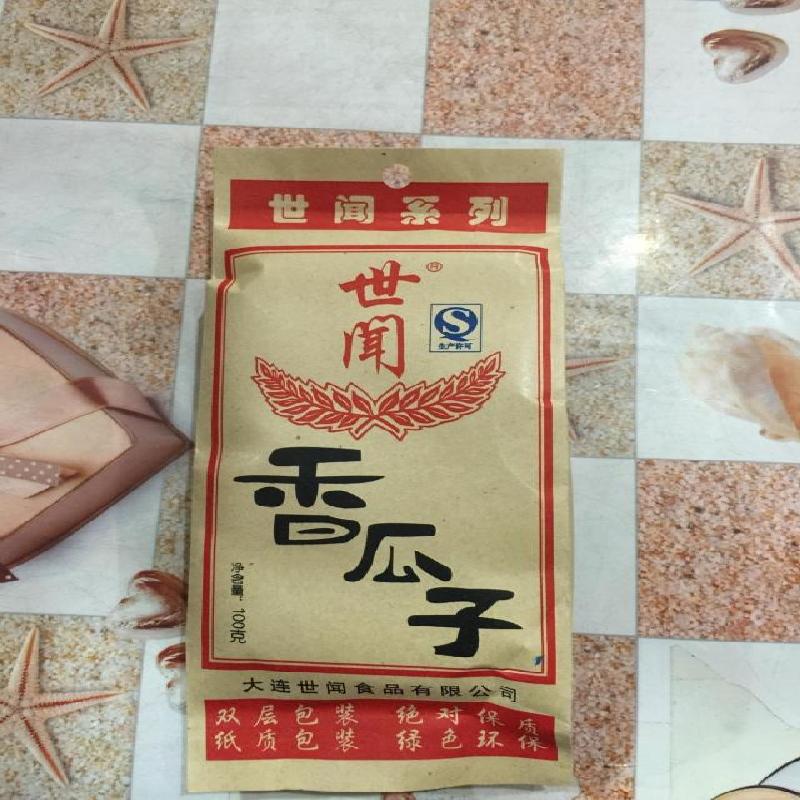 世闻系列
世闻®
生产许可
香瓜子
净含量:100克
大连世闻食品有限公司
双层包装 绝对保质
纸质包装 绿色环保